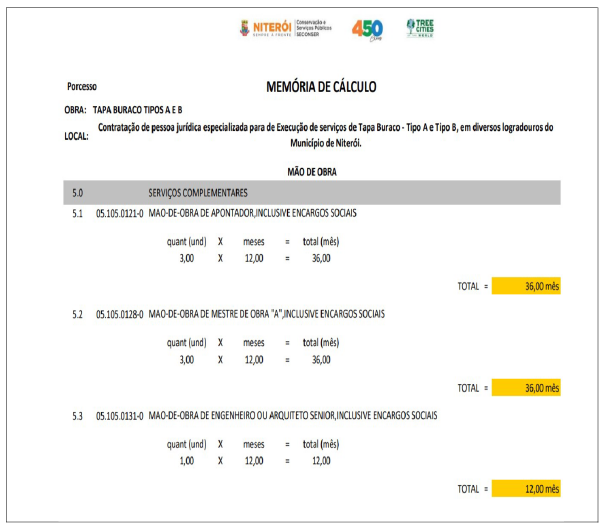 NITERÓI
SEMPRE À FRENTE
Conservação e
Serviços Públicos
SECONSER
450
TREE
CITIES
Porcesso
MEMÓRIA DE CÁLCULO
OBRA: TAPA BURACO TIPOS A E B
LOCAL: Contratação de pessoa jurídica especializada para de Execução de serviços de Tapa Buraco - Tipo A e Tipo B, em diversos logradouros do
Município de Niterói.
MÃO DE OBRA
5.0 SERVIÇOS COMPLEMENTARES
5.1 05.105.0121-0 MAO-DE-OBRA DE APONTADOR,INCLUSIVE ENCARGOS SOCIAIS
quant (und) X meses = total (mês)
3,00 X 12,00 = 36,00
TOTAL = 36,00 mês
5.2 05.105.0128-0 MAO-DE-OBRA DE MESTRE DE OBRA "A",INCLUSIVE ENCARGOS SOCIAIS
quant (und) X meses = total (mês)
3,00 X 12,00 = 36,00
TOTAL = 36,00 mês
5.3 05.105.0131-0 MAO-DE-OBRA DE ENGENHEIRO OU ARQUITETO SENIOR,INCLUSIVE ENCARGOS SOCIAIS
quant (und) X meses = total (mês)
1,00 X 12,00 = 12,00
TOTAL = 12,00 mês